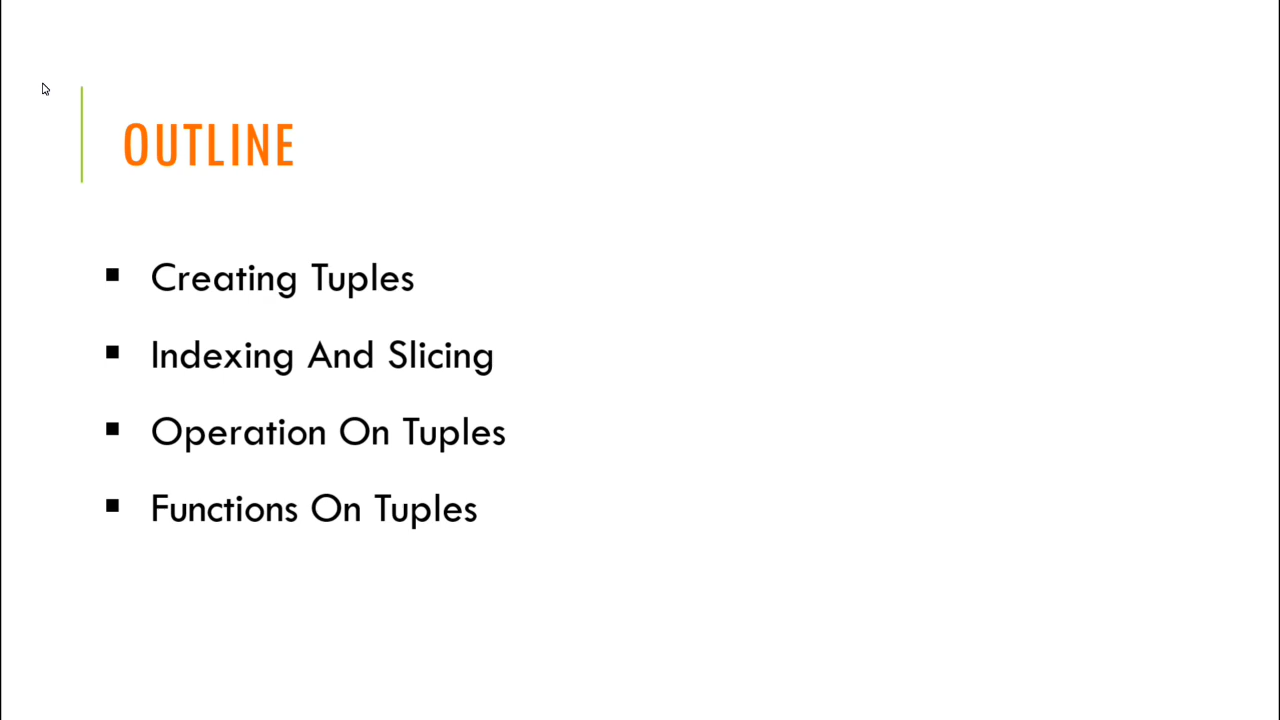 OUTLINE
Creating Tuples
Indexing And Slicing
Operation On Tuples
Functions On Tuples